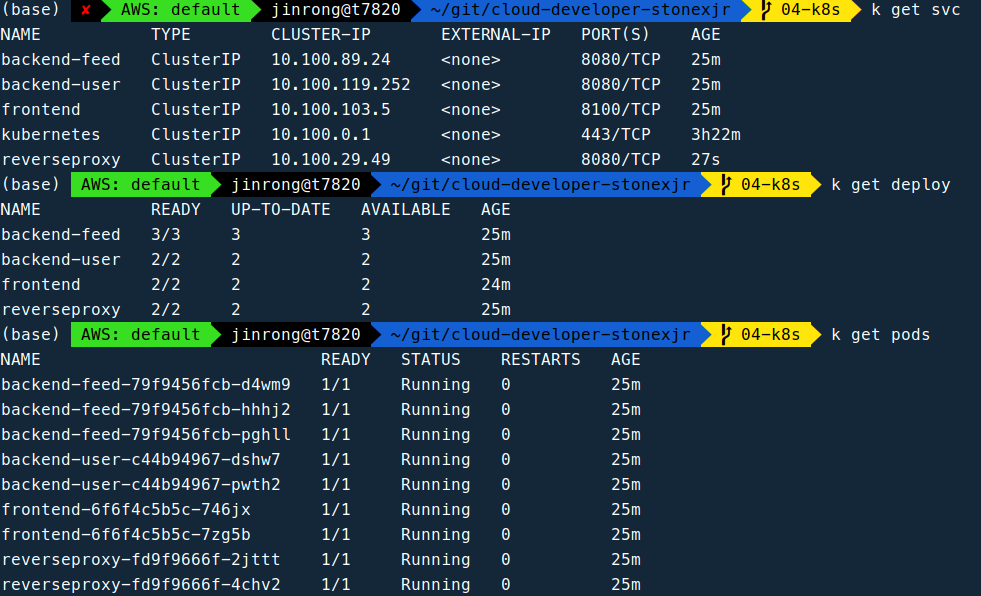 (base) ✘ AWS: default jinrong@t7820 ~/git/cloud-developer-stonexjr 04-k8s k get svc
NAME TYPE CLUSTER-IP EXTERNAL-IP PORT(S) AGE
backend-feed ClusterIP 10.100.89.24 <none> 8080/TCP 25m
backend-user ClusterIP 10.100.119.252 <none> 8080/TCP 25m
frontend ClusterIP 10.100.103.5 <none> 8100/TCP 25m
kubernetes ClusterIP 10.100.0.1 <none> 443/TCP 3h22m
reverseproxy ClusterIP 10.100.29.49 <none> 8080/TCP 27s
(base) AWS: default jinrong@t7820 ~/git/cloud-developer-stonexjr 04-k8s k get deploy
NAME READY UP-TO-DATE AVAILABLE AGE
backend-feed 3/3 3 3 25m
backend-user 2/2 2 2 25m
frontend 2/2 2 2 24m
reverseproxy 2/2 2 2 25m
(base) AWS: default jinrong@t7820 ~/git/cloud-developer-stonexjr 04-k8s k get pods
NAME READY STATUS RESTARTS AGE
backend-feed-79f9456fcb-d4wm9 1/1 Running 0 25m
backend-feed-79f9456fcb-hhhj2 1/1 Running 0 25m
backend-feed-79f9456fcb-pghll 1/1 Running 0 25m
backend-user-c44b94967-dshw7 1/1 Running 0 25m
backend-user-c44b94967-pwth2 1/1 Running 0 25m
frontend-6f6f4c5b5c-746jx 1/1 Running 0 25m
frontend-6f6f4c5b5c-7zg5b 1/1 Running 0 25m
reverseproxy-fd9f9666f-2jttt 1/1 Running 0 25m
reverseproxy-fd9f9666f-4chv2 1/1 Running 0 25m